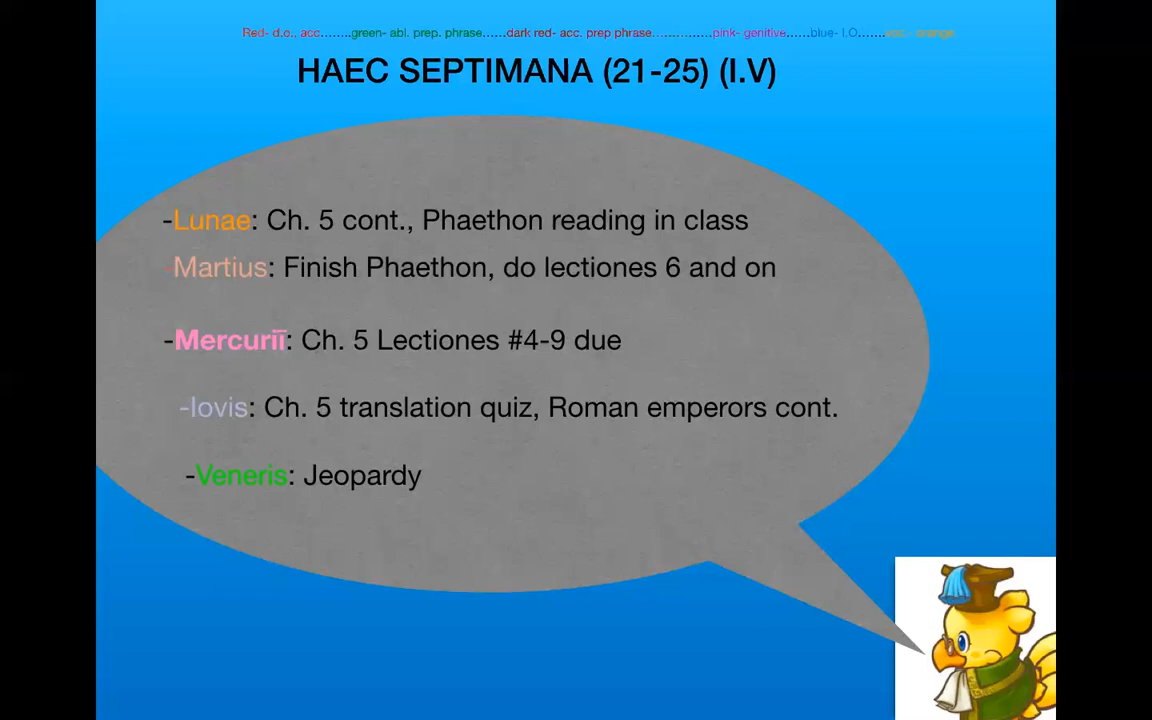 Red- d.o., acc........green- abl. prep. phrase......dark red- acc. prep phrase...............pink- genitive......blue- I.O.......voc.- orange
HAEC SEPTIMANA (21-25) (I.V)
-Lunae: Ch. 5 cont., Phaethon reading in class
-Martius: Finish Phaethon, do lectiones 6 and on
-Mercuriī: Ch. 5 Lectiones #4-9 due
-Iovis: Ch. 5 translation quiz, Roman emperors cont.
-Veneris: Jeopardy